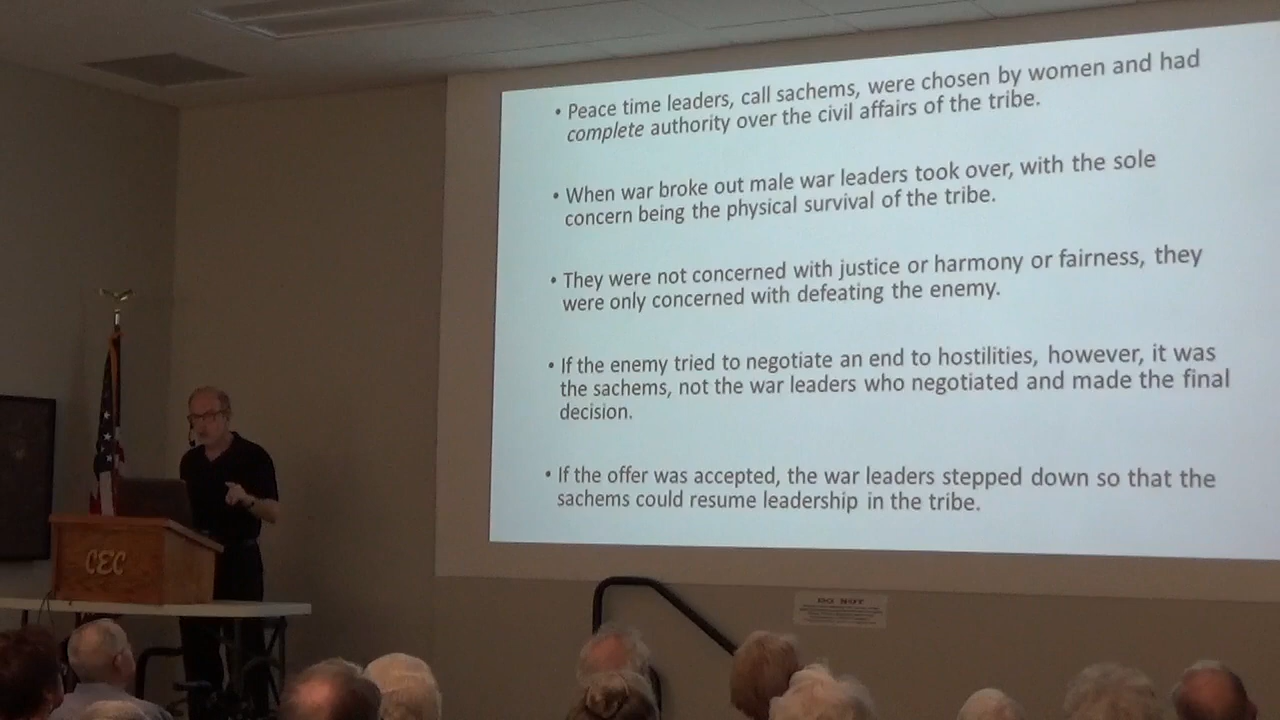 • Peace time leaders, call sachems, were chosen by women and had
complete authority over the civil affairs of the tribe.
• When war broke out male war leaders took over, with the sole
concern being the physical survival of the tribe.
• They were not concerned with justice or harmony or fairness, they
were only concerned with defeating the enemy.
• If the enemy tried to negotiate an end to hostilities, however, it was
the sachems, not the war leaders who negotiated and made the final
decision.
• If the offer was accepted, the war leaders stepped down so that the
sachems could resume leadership in the tribe.
CEC
DO NOT